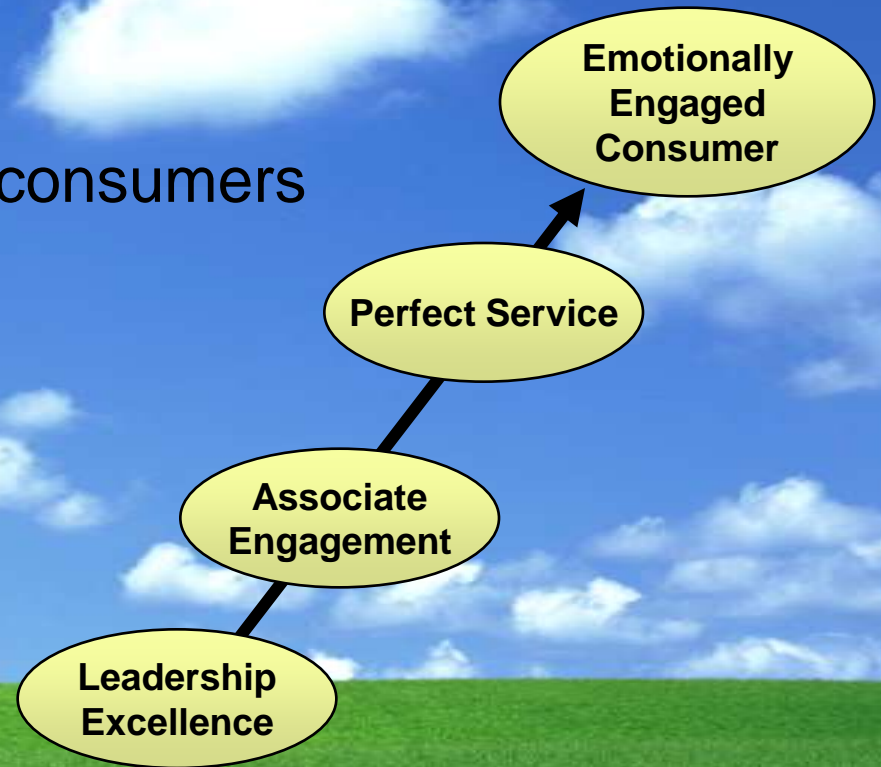 Emotionally
Engaged
Consumer
consumers
Perfect Service
Associate
Engagement
Leadership
Excellence